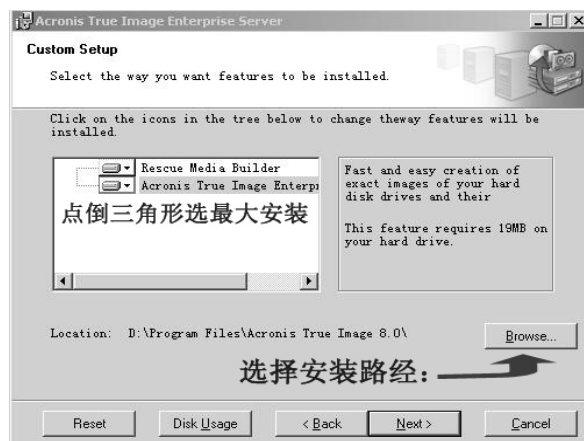 Acronis True Image Enterprise Server
Custom Setup
Select the way you want features to be installed.
Click on the icons in the tree below to change theway features will be
installed.
Rescue Media Builder
Acronis True Image Enterpr
点倒三角形选最大安装
Fast and easy creation of
exact images of your hard
disk drives and their
This feature requires 19MB on
your hard drive.
Location: D:\Program Files\Acronis True Image 8.0\
Browse...
选择安装路经：
Reset
Disk Usage
< Back
Next >
Cancel